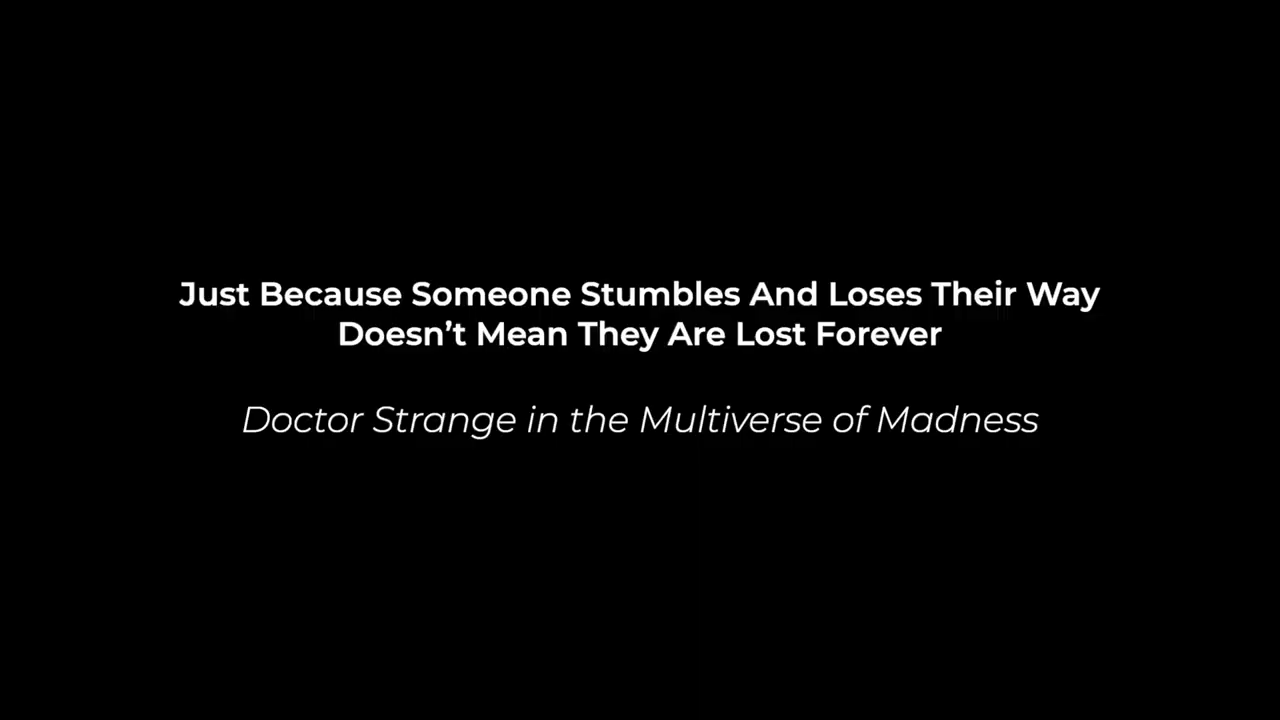 Just Because Someone Stumbles And Loses Their Way
Doesn’t Mean They Are Lost Forever
Doctor Strange in the Multiverse of Madness